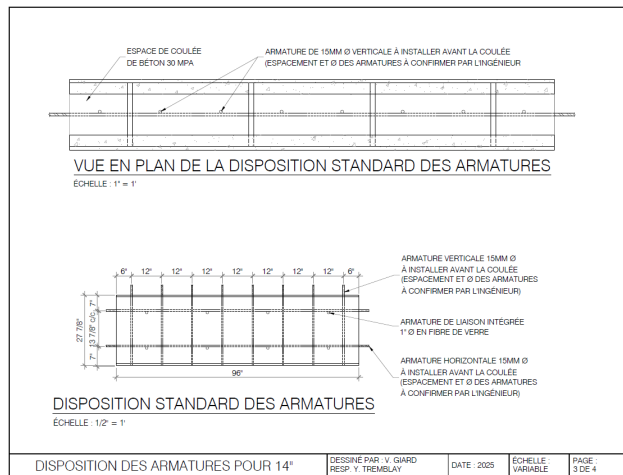 ESPACE DE COULÉE
DE BÉTON 30 MPA
ARMATURE DE 15MM Ø VERTICALE À INSTALLER AVANT LA COULÉE
(ESPACEMENT ET Ø DES ARMATURES À CONFIRMER PAR L'INGÉNIEUR
VUE EN PLAN DE LA DISPOSITION STANDARD DES ARMATURES
ÉCHELLE : 1" = 1'
6" 12" 12" 12" 12" 12" 12" 12" 6"
ARMATURE VERTICALE 15MM Ø
À INSTALLER AVANT LA COULÉE
(ESPACEMENT ET Ø DES ARMATURES
À CONFIRMER PAR L'INGÉNIEUR)
27 7/8"
7"
13 7/8" c/c
7"
ARMATURE DE LIAISON INTÉGRÉE
1" Ø EN FIBRE DE VERRE
ARMATURE HORIZONTALE 15MM Ø
À INSTALLER AVANT LA COULÉE
(ESPACEMENT ET Ø DES ARMATURES
À CONFIRMER PAR L'INGÉNIEUR)
96"
DISPOSITION STANDARD DES ARMATURES
ÉCHELLE : 1/2" = 1'
DISPOSITION DES ARMATURES POUR 14"
DESSINÉ PAR : V. GIARD
RESP. Y. TREMBLAY
DATE : 2025
ÉCHELLE :
VARIABLE
PAGE :
3 DE 4